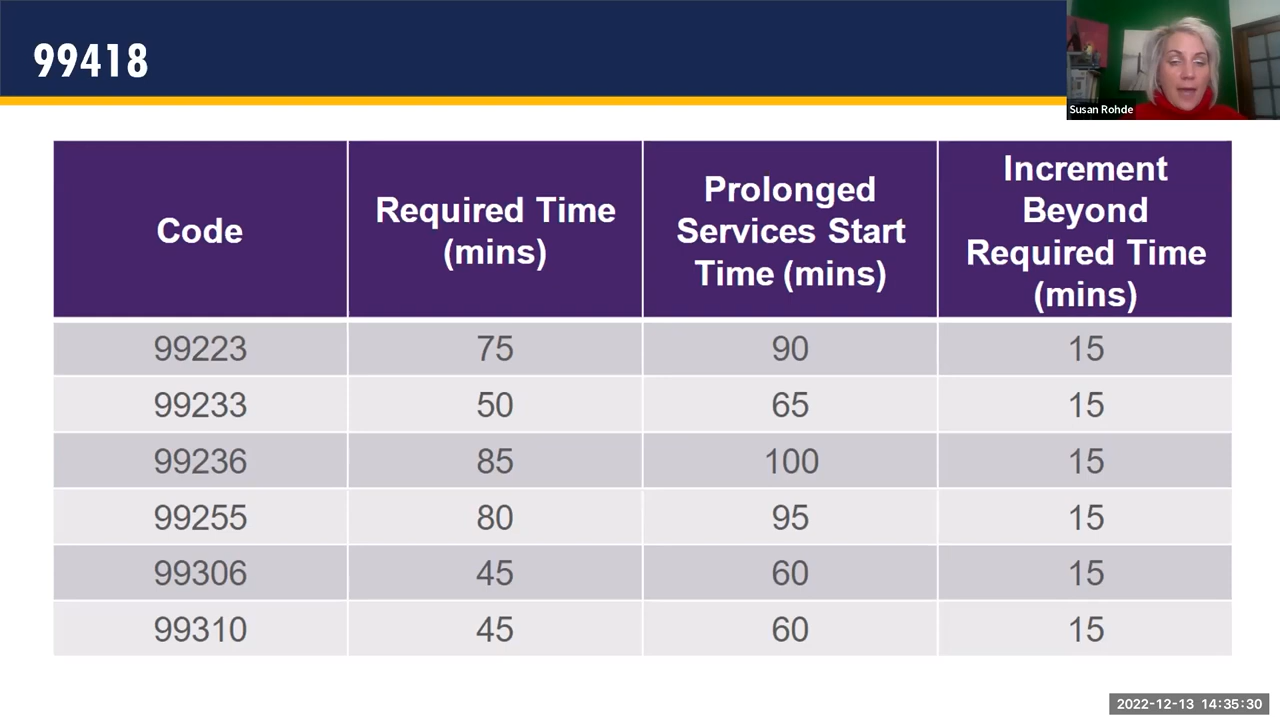 99418
Susan Rohde
Code
Required Time
(mins)
Prolonged
Services Start
Time (mins)
Increment
Beyond
Required Time
(mins)
99223 75 90 15
99233 50 65 15
99236 85 100 15
99255 80 95 15
99306 45 60 15
99310 45 60 15
2022-12-13 14:35:30